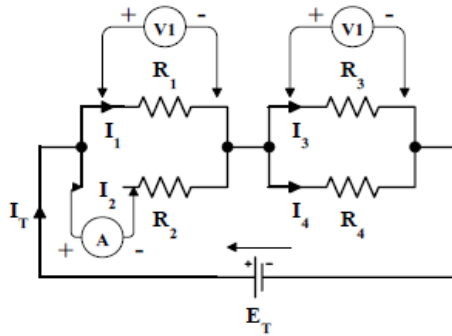 + V1 - + V1 -
R1 R3
I1 I3
I2 I4
IT R2 R4
+ A -
+ -
ET